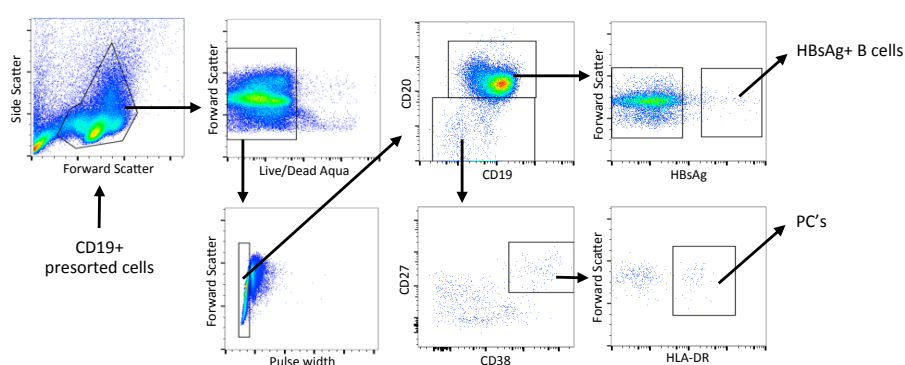 Side Scatter
Forward Scatter
CD19+
presorted cells
Forward Scatter
Live/Dead Aqua
Forward Scatter
Pulse width
CD20
CD19
Forward Scatter
HBsAg
HBsAg+ B cells
CD27
CD38
Forward Scatter
HLA-DR
PC's